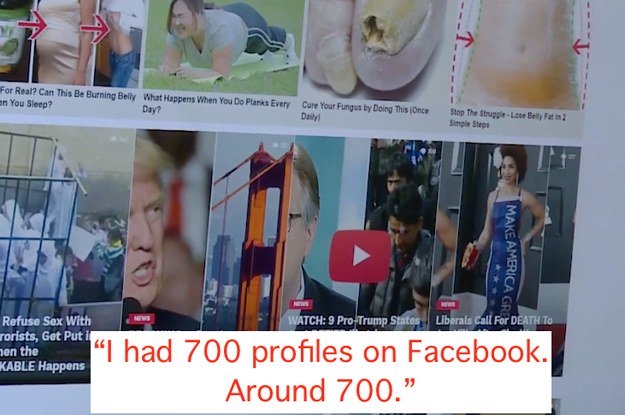 For Real? Can This Be Burning Belly
en You Sleep?
What Happens When You Do Planks Every
Day?
Cure Your Fungus by Doing This (Once
Daily)
Stop The Struggle - Lose Belly Fat In 2
Simple Steps
MAKE AMERICA GR
NEWS
NEWS
NEWS
Refuse Sex With
rorists, Get Put i
hen the
KABLE Happens
WATCH: 9 Pro-Trump States
Liberals Call For DEATH To
“I had 700 profiles on Facebook.
Around 700.”